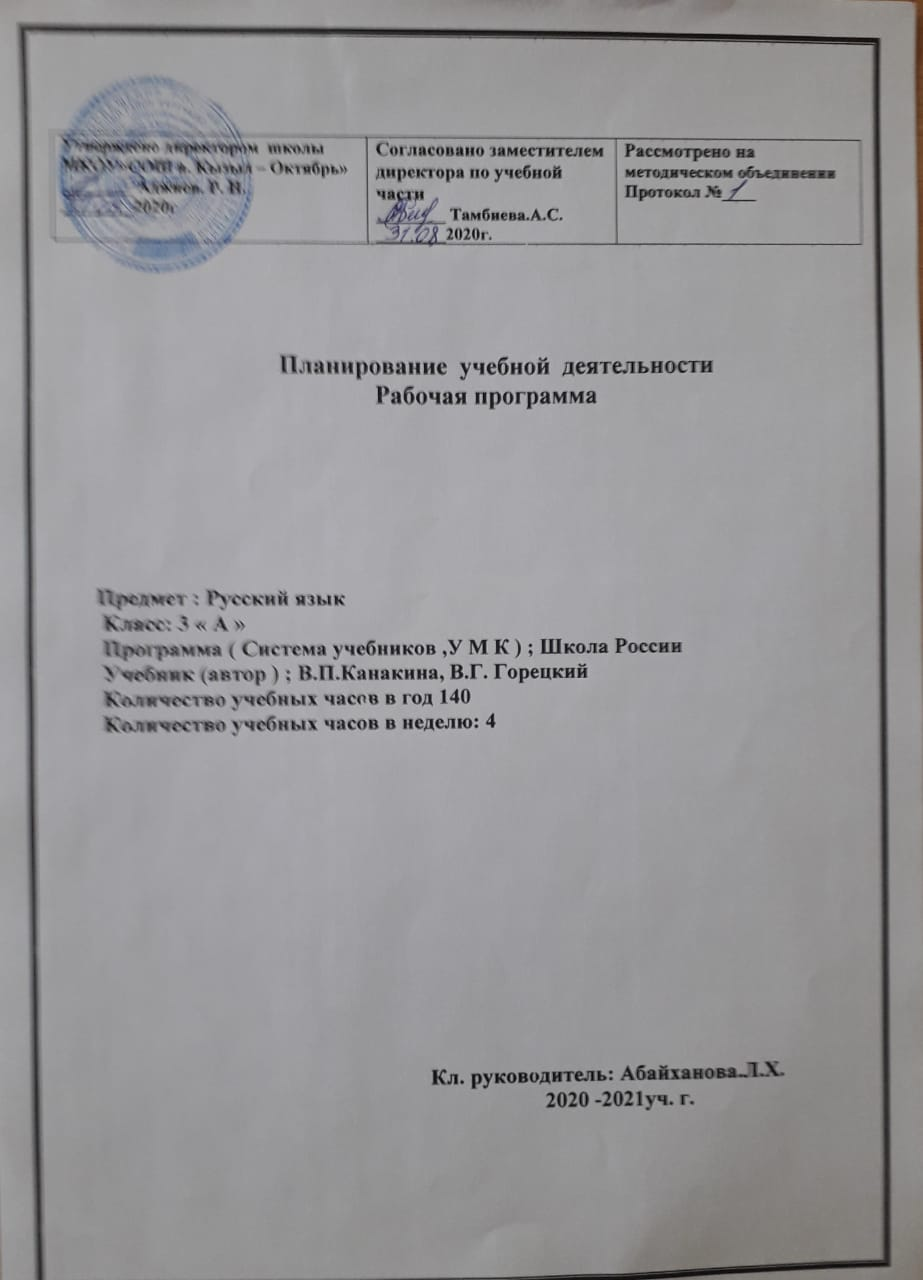 Утверждено директором школы
МКОУ «СОШ а. Кызыл – Октябрь»
Р. Н.
2020г
Согласовано заместителем
директора по учебной
части
Тамбиева.А.С.
31.08 2020г.
Рассмотрено на
методическом объединении
Протокол № 1
Планирование учебной деятельности
Рабочая программа
Предмет : Русский язык
Класс: 3 « А »
Программа ( Система учебников ,У М К ) ; Школа России
Учебник (автор ) ; В.П.Канакина, В.Г. Горецкий
Количество учебных часов в год 140
Количество учебных часов в неделю: 4
Кл. руководитель: Абайханова.Л.Х.
2020 -2021уч. г.